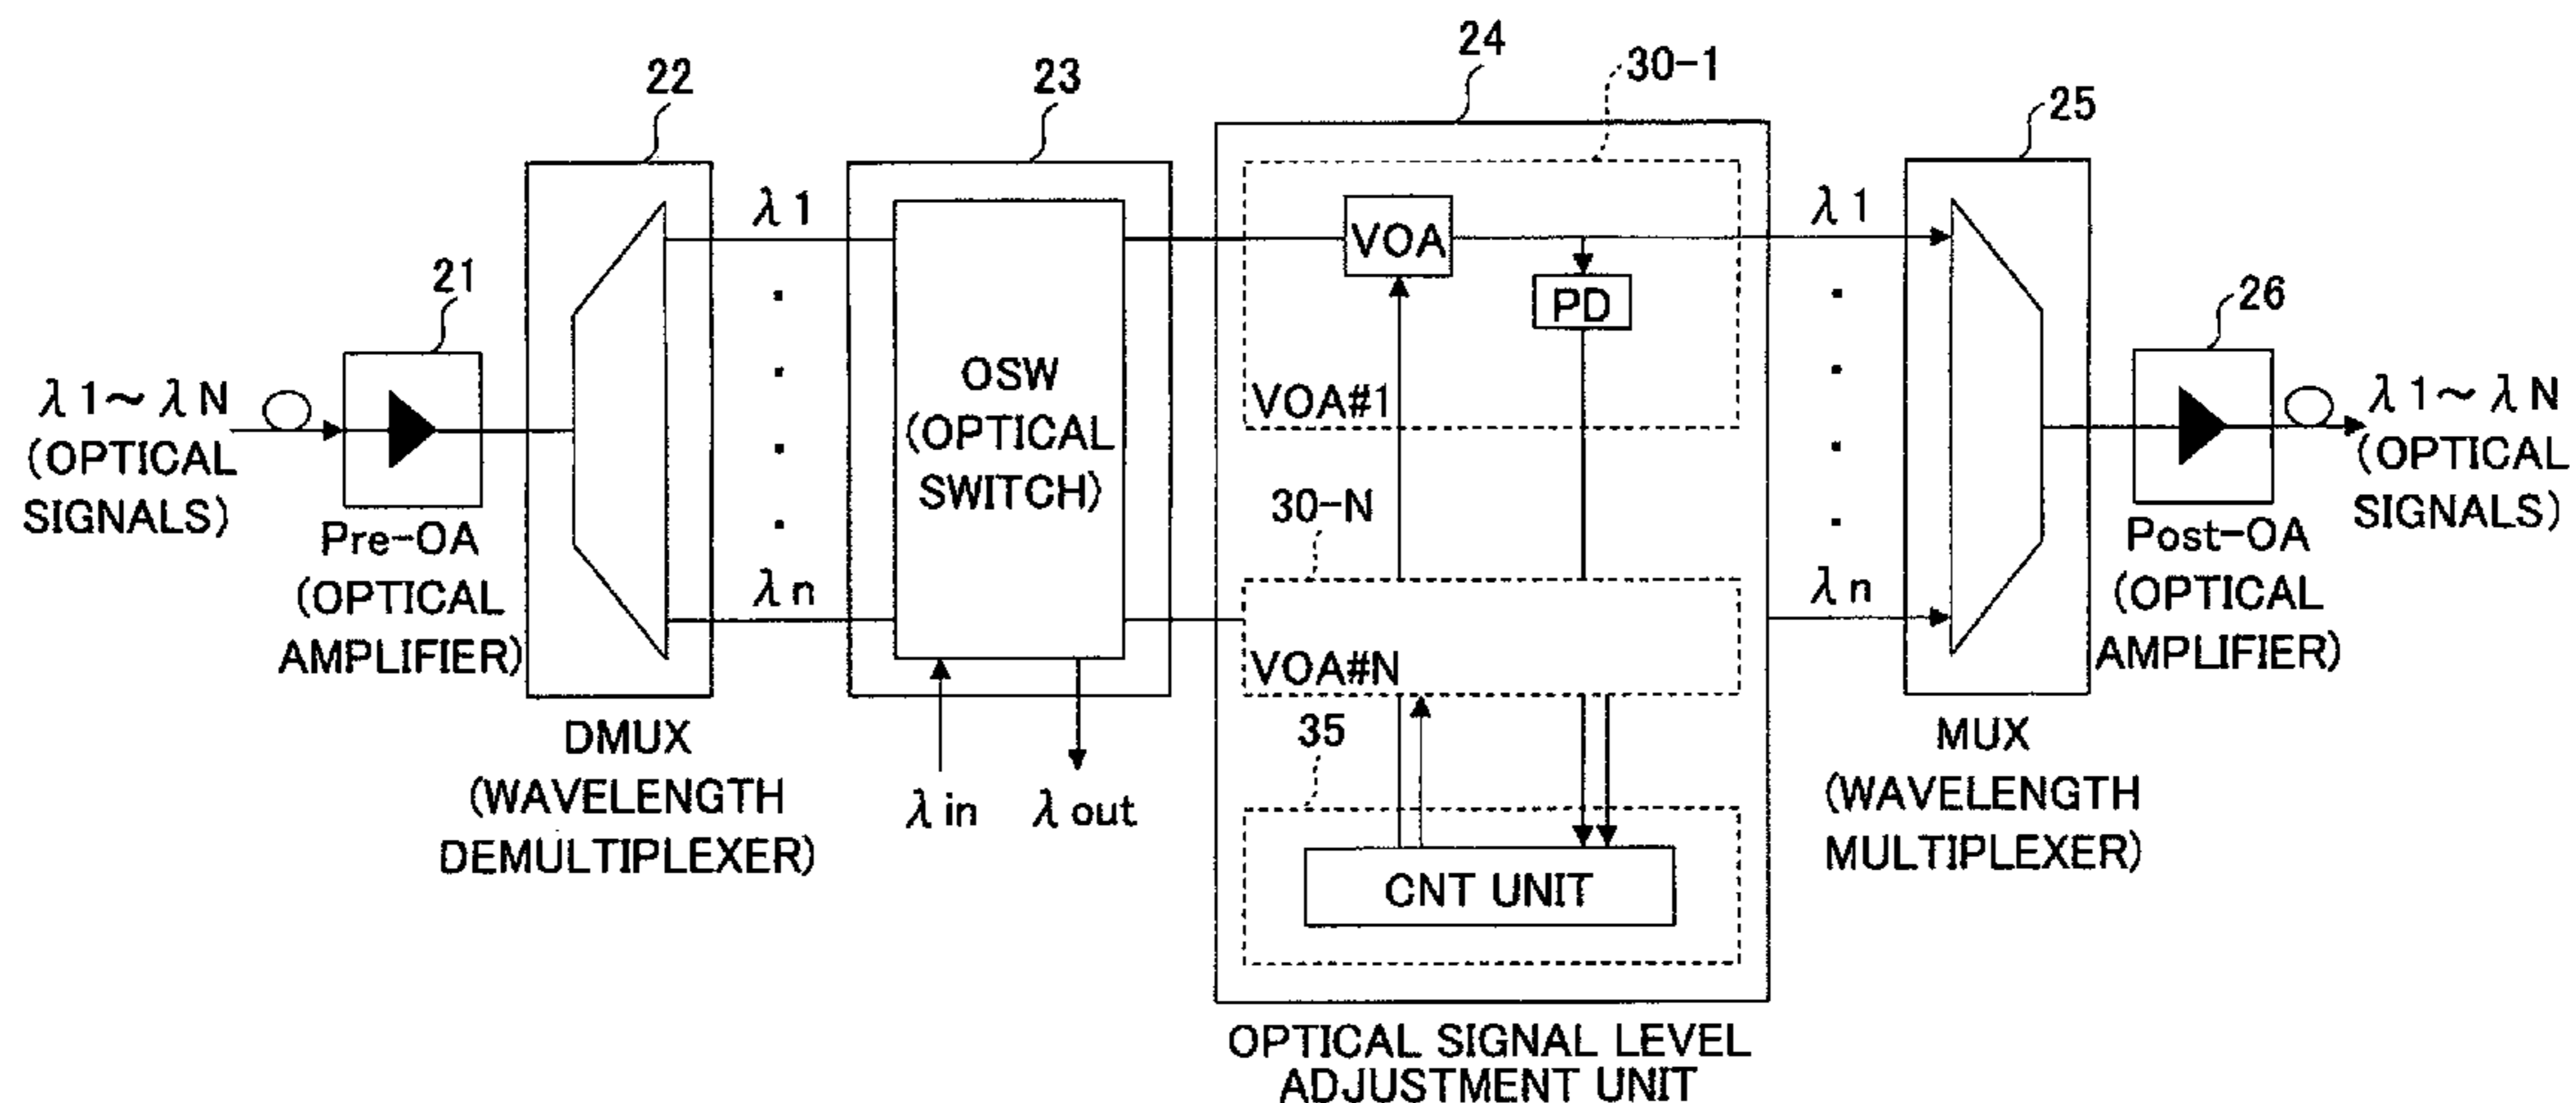 24
22
23
30-1
25
λ1
λ1
VOA
21
26
PD
OSW
(OPTICAL
SWITCH)
λ1～λN
(OPTICAL
SIGNALS)
VOA#1
λ1～λN
(OPTICAL
SIGNALS)
30-N
Pre-OA
(OPTICAL
AMPLIFIER)
Post-OA
(OPTICAL
AMPLIFIER)
λn
λn
VOA#N
35
DMUX
(WAVELENGTH
DEMULTIPLEXER)
λin
λout
MUX
(WAVELENGTH
MULTIPLEXER)
CNT UNIT
OPTICAL SIGNAL LEVEL
ADJUSTMENT UNIT